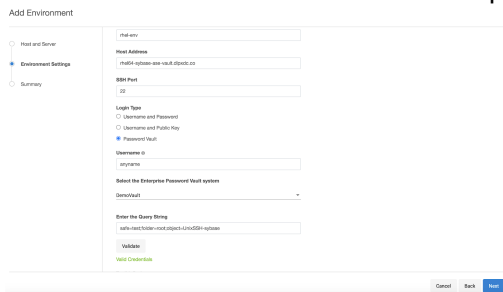 Add Environment
Host and Server
Environment Settings
Summary
rhel-env
Host Address
rhel64-sybase-ase-vault.dlpxdc.co
SSH Port
22
Login Type
Username and Password
Username and Public Key
Password Vault
Username
anyname
Select the Enterprise Password Vault system
DemoVault
Enter the Query String
safe=test;folder=root;object=UnixSSH-sybase
Validate
Valid Credentials
Cancel Back Next